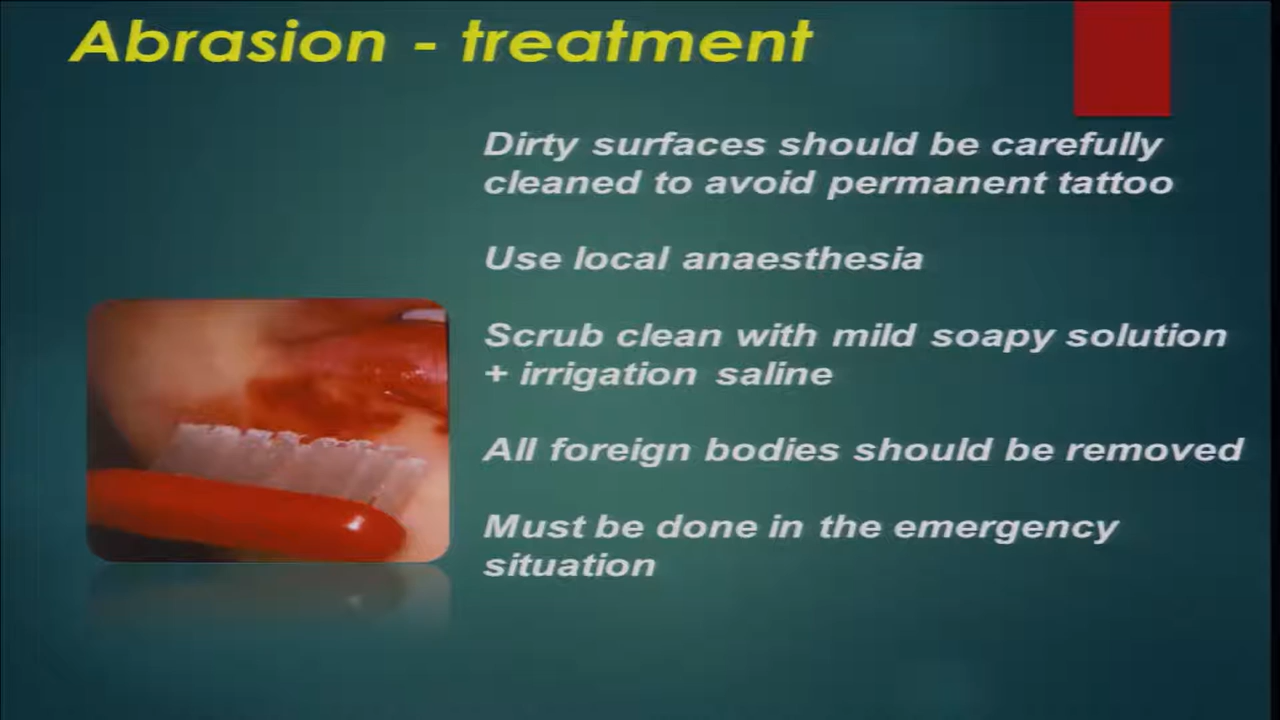 Abrasion - treatment
Dirty surfaces should be carefully
cleaned to avoid permanent tattoo
Use local anaesthesia
Scrub clean with mild soapy solution
+ irrigation saline
All foreign bodies should be removed
Must be done in the emergency
situation